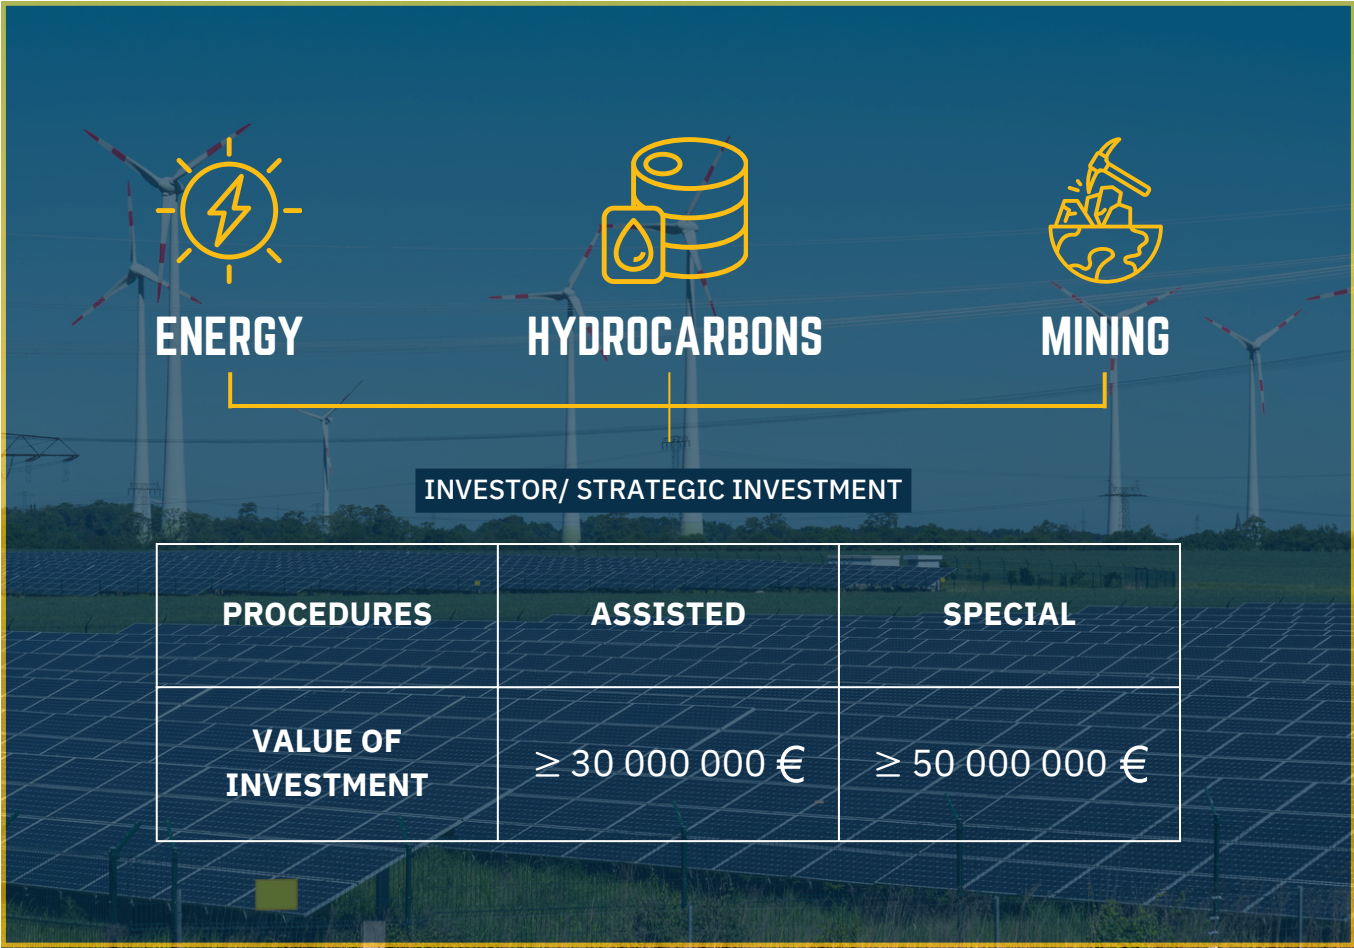 ENERGY
HYDROCARBONS
MINING
INVESTOR/ STRATEGIC INVESTMENT
PROCEDURES
ASSISTED
SPECIAL
VALUE OF
INVESTMENT
≥ 30 000 000 €
≥ 50 000 000 €